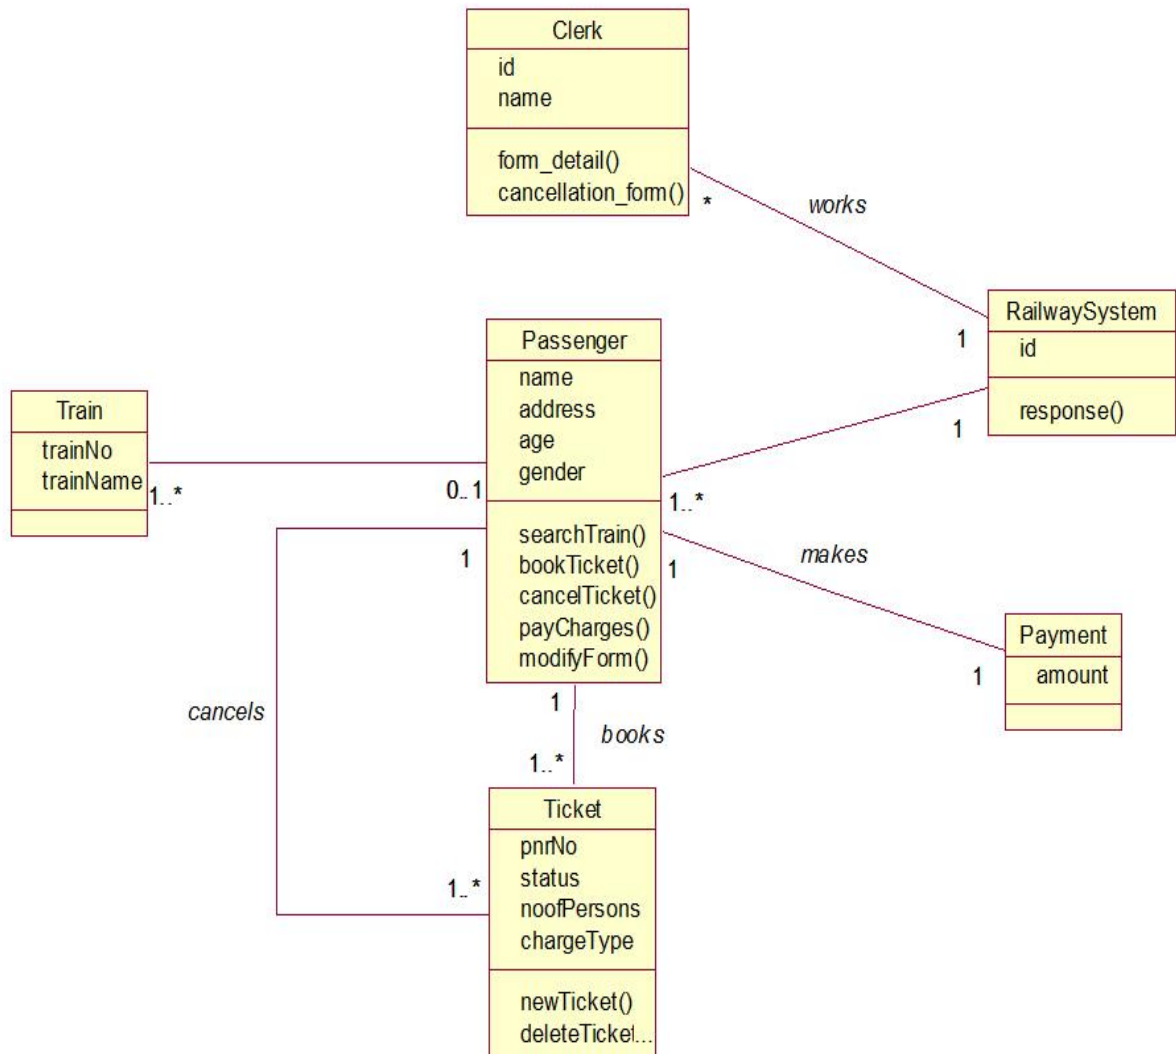 Clerk
id
name
form_detail()
cancellation_form()
*
works
RailwaySystem
1
id
response()
1
Passenger
name
address
age
gender
searchTrain()
bookTicket()
cancelTicket()
payCharges()
modifyForm()
Train
trainNo
trainName
1..*
0..1
1..*
1
1
makes
Payment
amount
1
cancels
1
books
1..*
1..*
Ticket
pnrNo
status
noofPersons
chargeType
newTicket()
deleteTicket...